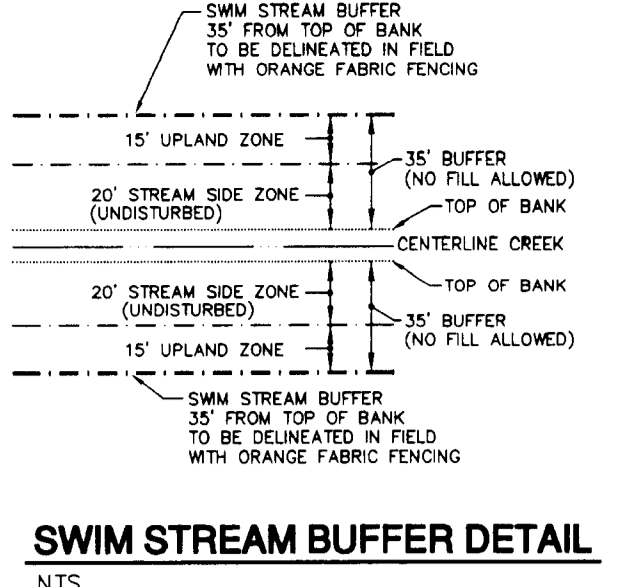 SWIM STREAM BUFFER
35' FROM TOP OF BANK
TO BE DELINEATED IN FIELD
WITH ORANGE FABRIC FENCING
15' UPLAND ZONE
35' BUFFER
(NO FILL ALLOWED)
20' STREAM SIDE ZONE
(UNDISTURBED)
TOP OF BANK
CENTERLINE CREEK
TOP OF BANK
20' STREAM SIDE ZONE
(UNDISTURBED)
35' BUFFER
(NO FILL ALLOWED)
15' UPLAND ZONE
SWIM STREAM BUFFER
35' FROM TOP OF BANK
TO BE DELINEATED IN FIELD
WITH ORANGE FABRIC FENCING
SWIM STREAM BUFFER DETAIL
NTS